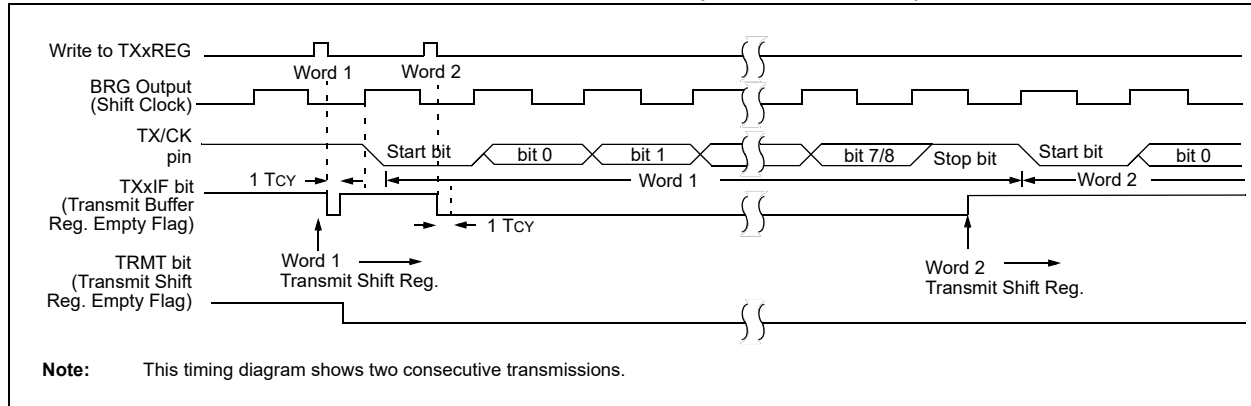 Write to TXxREG
Word 1
Word 2
BRG Output
(Shift Clock)
TX/CK
pin
Start bit
bit 0
bit 1
bit 7/8
Stop bit
Start bit
bit 0
1 TCY
Word 1
Word 2
TXxIF bit
(Transmit Buffer
Reg. Empty Flag)
1 TCY
Word 1
Transmit Shift Reg.
Word 2
Transmit Shift Reg.
TRMT bit
(Transmit Shift
Reg. Empty Flag)
Note: This timing diagram shows two consecutive transmissions.